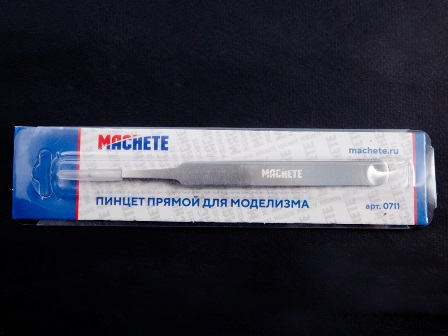 MACHETE
machete.ru
MACHETE
ПИНЦЕТ ПРЯМОЙ ДЛЯ МОДЕЛИЗМА
арт. 0711